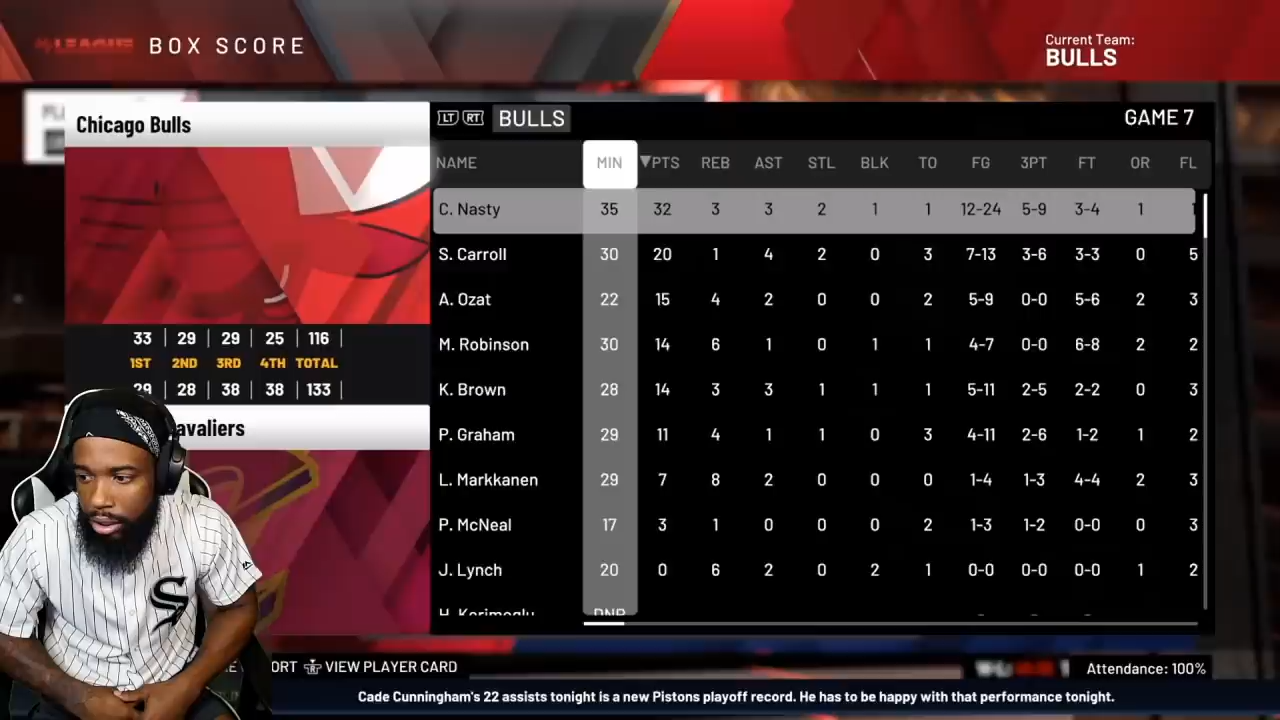 LEAGUE BOX SCORE
Current Team:
BULLS
Chicago Bulls
LT RT BULLS
GAME 7
NAME MIN PTS REB AST STL BLK TO FG 3PT FT OR FL
C. Nasty 35 32 3 3 2 1 1 12-24 5-9 3-4 1 1
S. Carroll 30 20 1 4 2 0 3 7-13 3-6 3-3 0 5
A. Ozat 22 15 4 2 0 0 2 5-9 0-0 5-6 2 3
M. Robinson 30 14 6 1 0 1 1 4-7 0-0 6-8 2 2
K. Brown 28 14 3 3 1 1 1 5-11 2-5 2-2 0 3
P. Graham 29 11 4 1 1 0 3 4-11 2-6 1-2 1 2
L. Markkanen 29 7 8 2 0 0 0 1-4 1-3 4-4 2 3
P. McNeal 17 3 1 0 0 0 2 1-3 1-2 0-0 0 3
J. Lynch 20 0 6 2 0 2 1 0-0 0-0 0-0 1 2
DNP
33 | 29 | 29 | 25 | 116 |
1ST 2ND 3RD 4TH TOTAL
29 | 28 | 38 | 38 | 133 |
avaliers
ORT R VIEW PLAYER CARD
Attendance: 100%
Cade Cunningham's 22 assists tonight is a new Pistons playoff record. He has to be happy with that performance tonight.